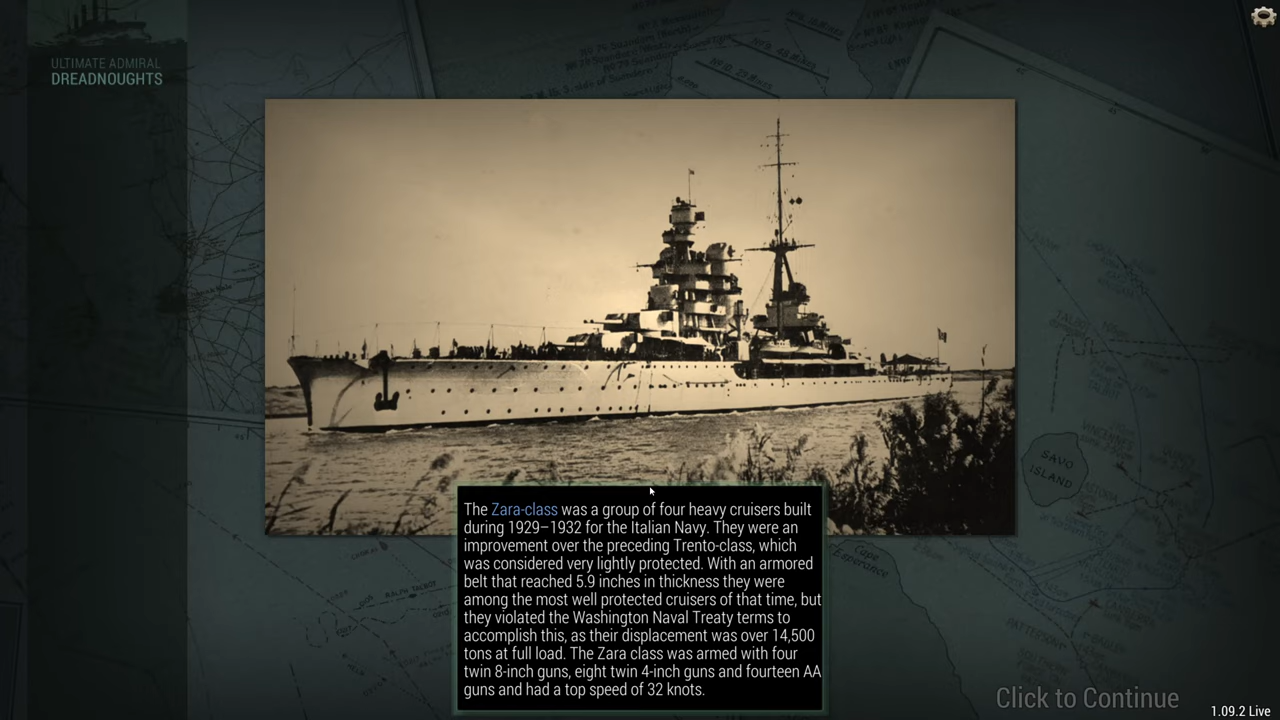 ULTIMATE ADMIRAL
DREADNOUGHTS
SAVO
ISLAND
Cape
Esperance
The Zara-class was a group of four heavy cruisers built
during 1929–1932 for the Italian Navy. They were an
improvement over the preceding Trento-class, which
was considered very lightly protected. With an armored
belt that reached 5.9 inches in thickness they were
among the most well protected cruisers of that time, but
they violated the Washington Naval Treaty terms to
accomplish this, as their displacement was over 14,500
tons at full load. The Zara class was armed with four
twin 8-inch guns, eight twin 4-inch guns and fourteen AA
guns and had a top speed of 32 knots.
Click to Continue
1.09.2 Live